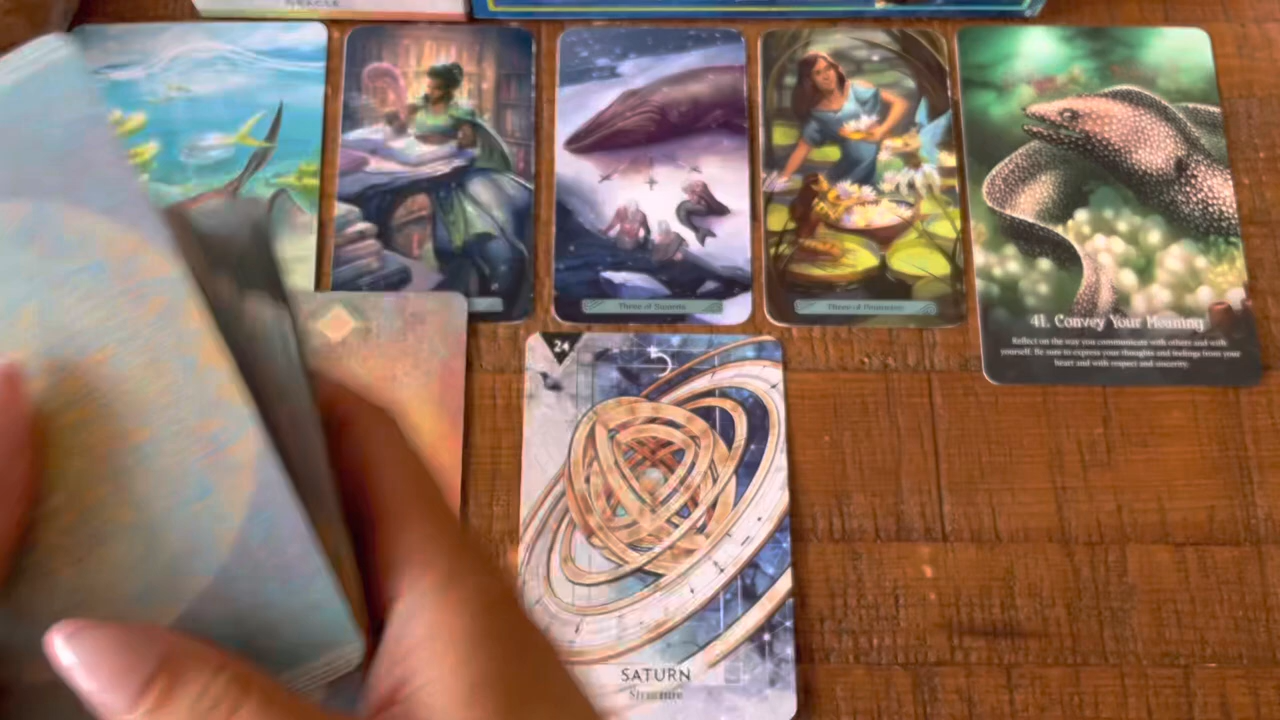 ORACLE
Three of
Three of
41. Convey Your Meaning
Reflect on the way you communicate with others and with
yourself. Be sure to express your thoughts and feelings from your
heart and with respect and sincerity.
24
SATURN
Structure